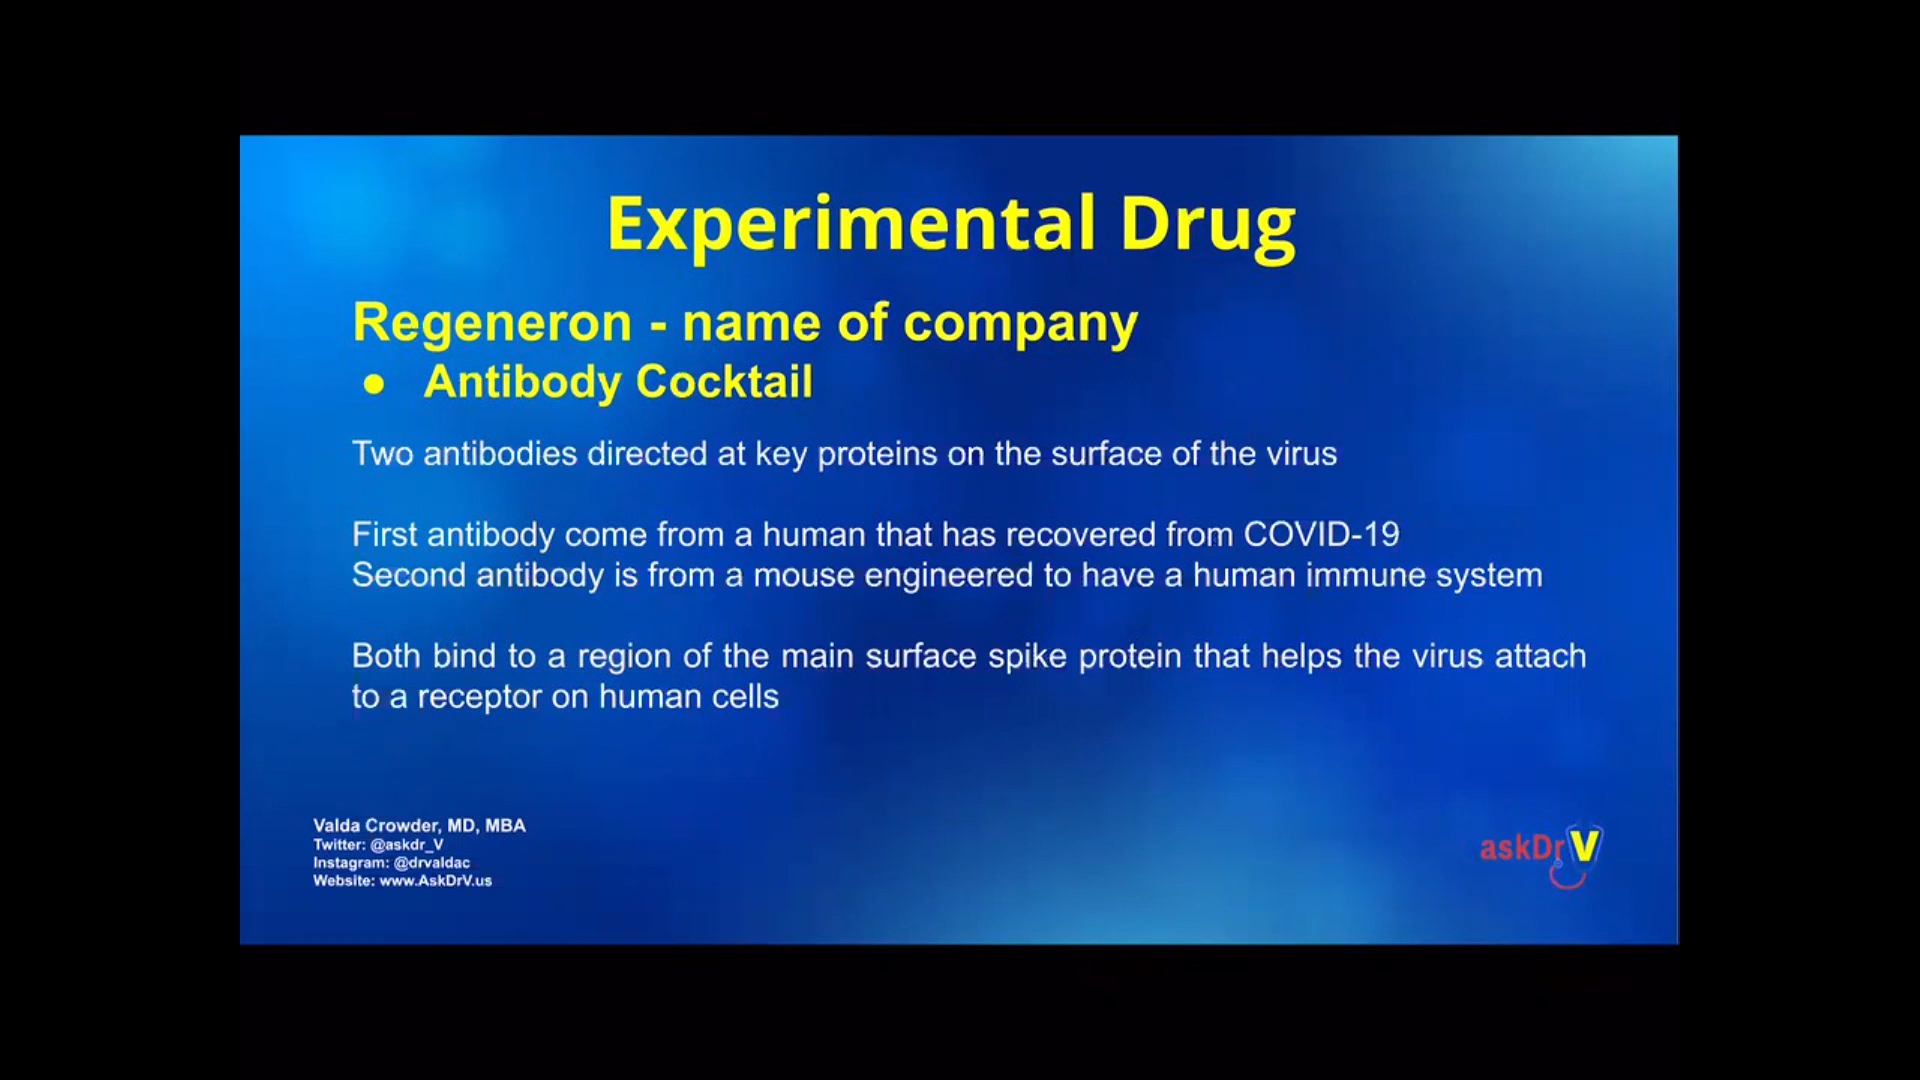 Experimental Drug
Regeneron - name of company
● Antibody Cocktail
Two antibodies directed at key proteins on the surface of the virus
First antibody come from a human that has recovered from COVID-19
Second antibody is from a mouse engineered to have a human immune system
Both bind to a region of the main surface spike protein that helps the virus attach
to a receptor on human cells
Valda Crowder, MD, MBA
Twitter: @askdr_V
Instagram: @drvaldac
Website: www.AskDrV.us
askDrV